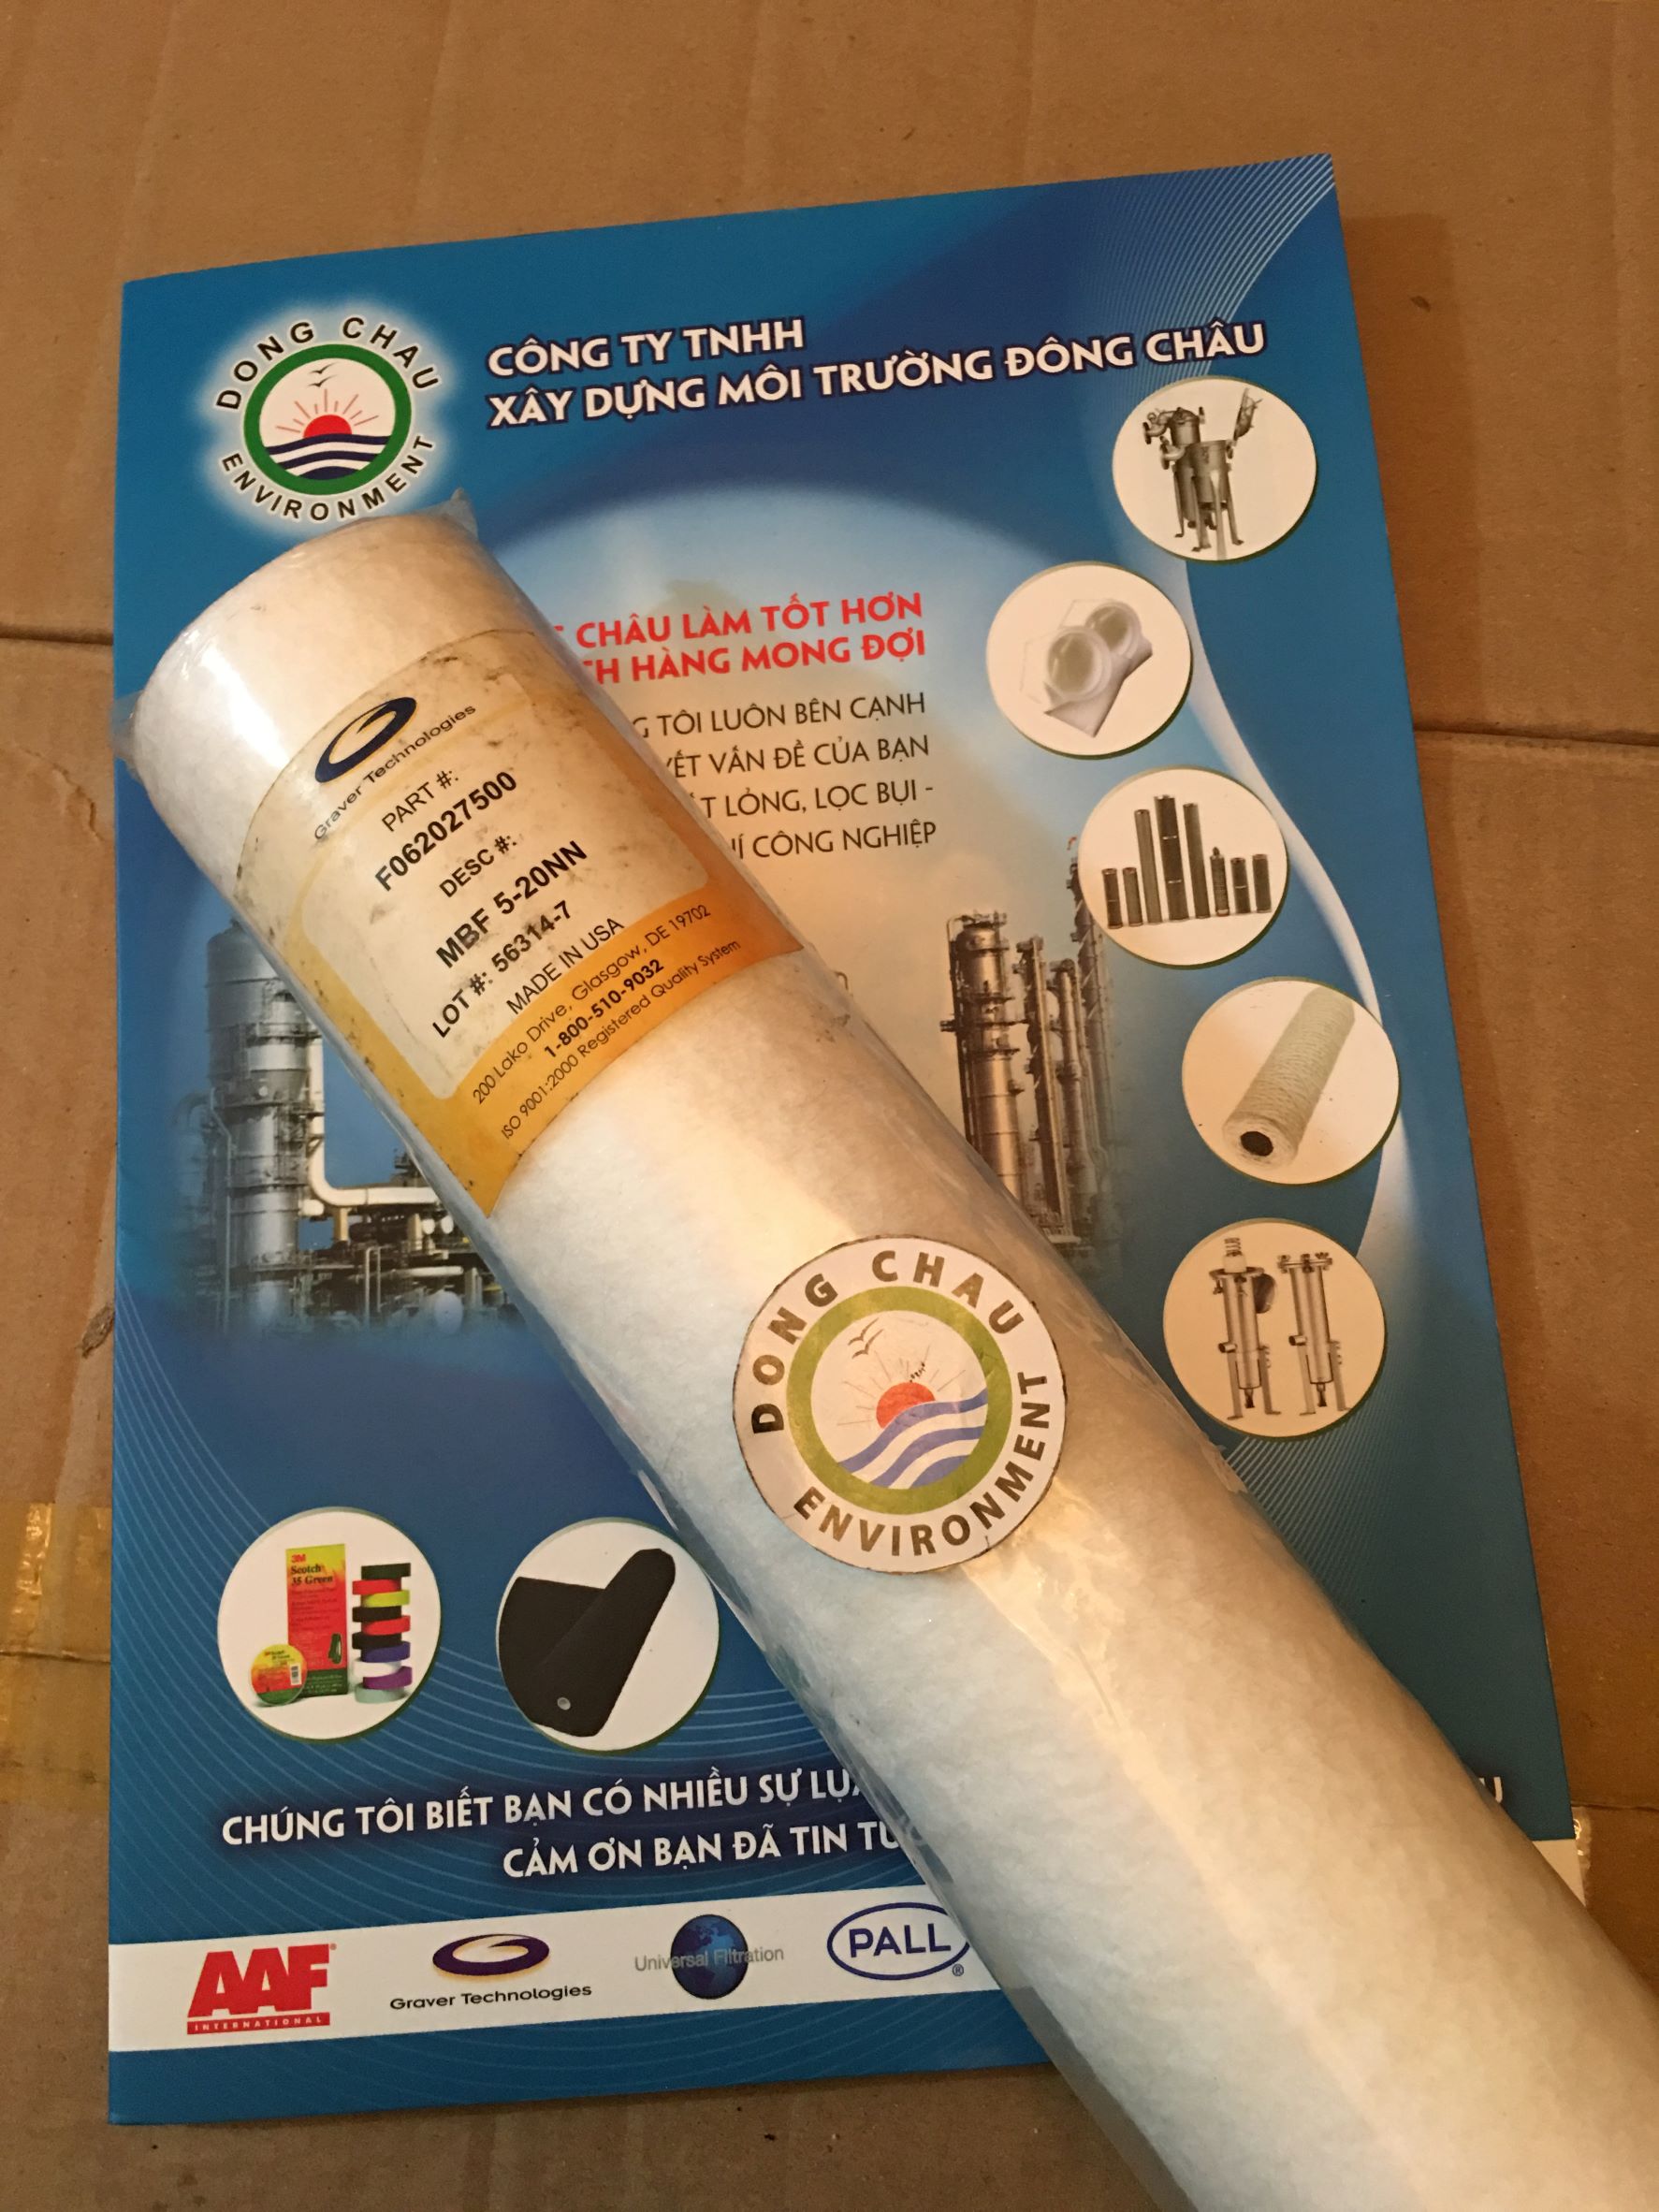 DONG CHAU
ENVIRONMENT
CÔNG TY TNHH
XÂY DỰNG MÔI TRƯỜNG ĐÔNG CHÂU
CHÂU LÀM TỐT HƠN
HÀNG MONG ĐỢI
TÔI LUÔN BÊN CẠNH
VẤN ĐỀ CỦA BẠN
LỎNG, LỌC BỤI -
CÔNG NGHIỆP
Graver Technologies
PART #:
F062027500
DESC #:
MBF 5-20NN
LOT #: 56314-7
MADE IN USA
200 Lake Drive, Glasgow, DE 19702
1-800-510-9032
ISO 9001:2000 Registered Quality System
DONG CHAU
ENVIRONMENT
3M
Scotch
35 Green
CHÚNG TÔI BIẾT BẠN CÓ NHIỀU SỰ
CẢM ƠN BẠN ĐÃ TIN
AAF
INTERNATIONAL
Graver Technologies
Universal Filtration
PALL